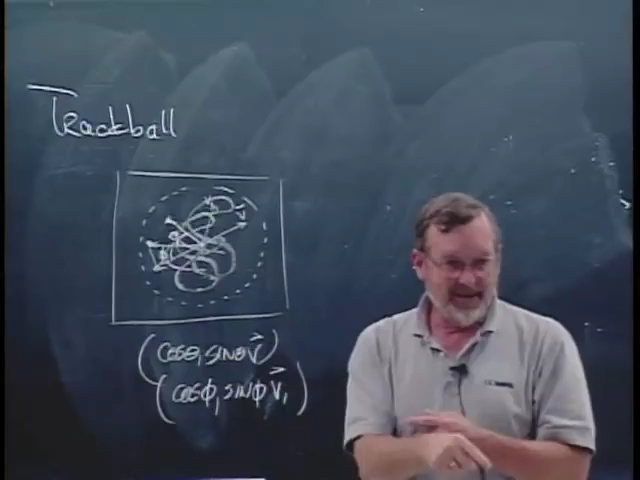 Trackball
V
(cosθ, sinθ v⃗)
(cosφ, sinφ v⃗₁)